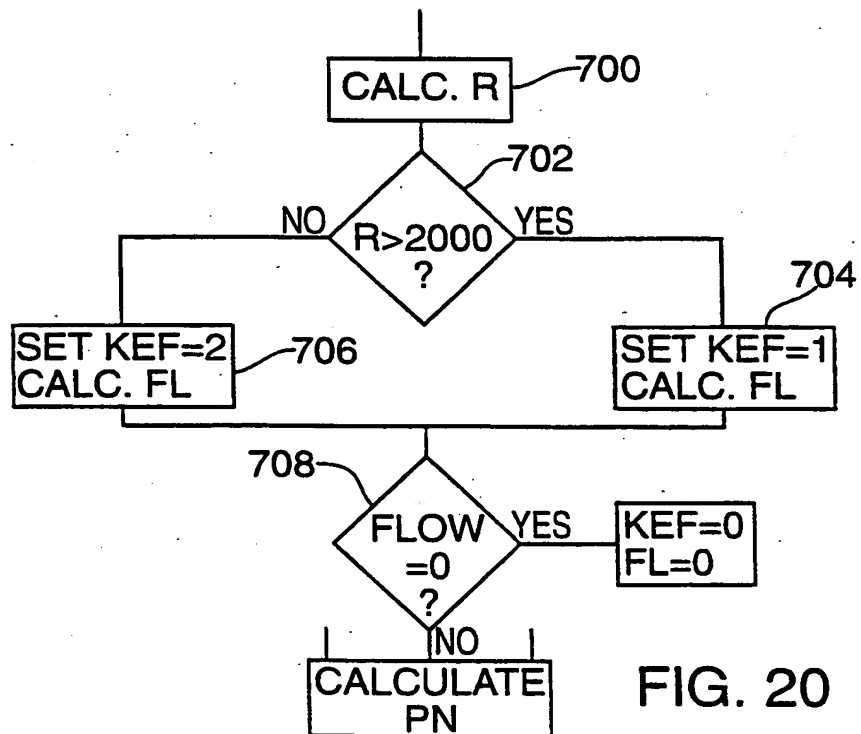 CALC. R
700
702
NO
YES
R>2000
?
704
SET KEF=2
CALC. FL
706
SET KEF=1
CALC. FL
708
FLOW
=0
?
YES
KEF=0
FL=0
NO
CALCULATE
PN
FIG. 20